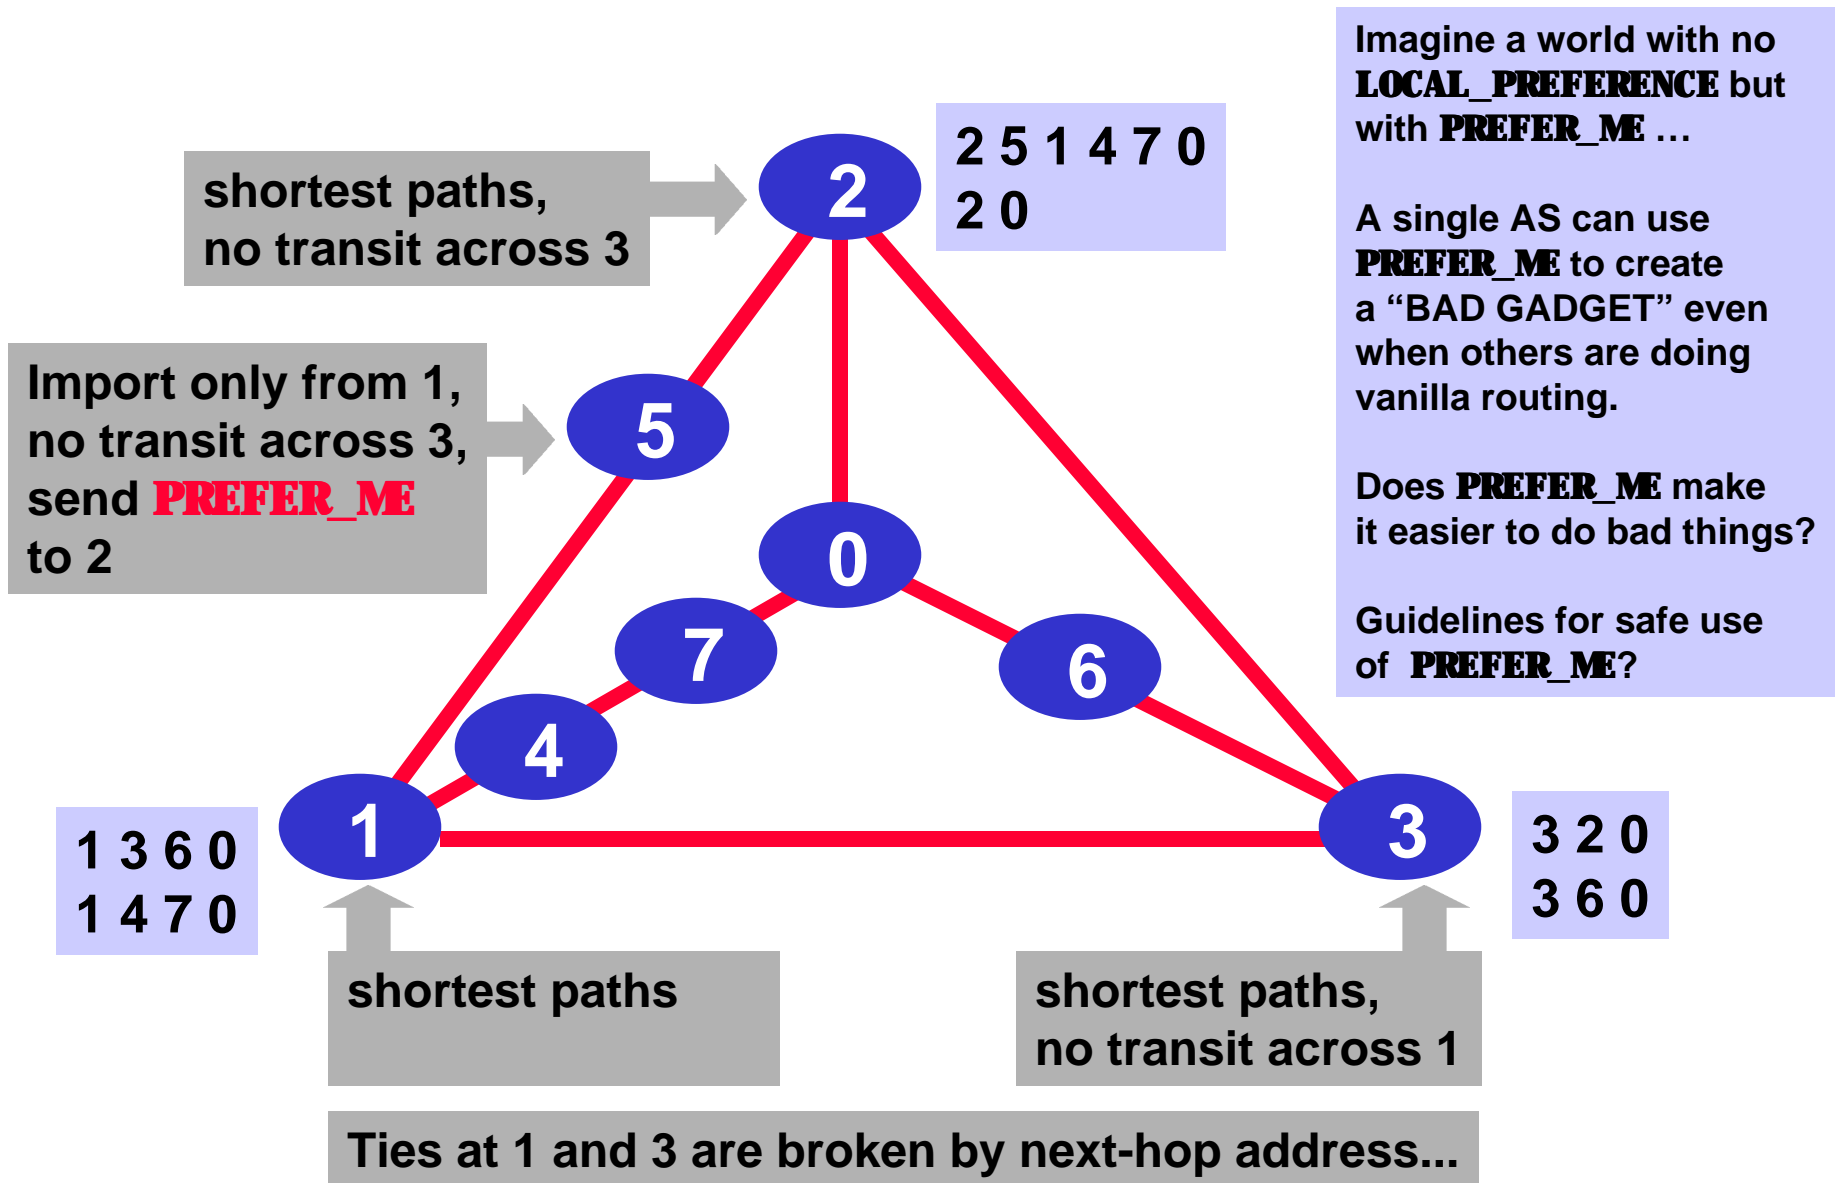 Imagine a world with no
LOCAL_PREFERENCE but
with PREFER_ME …
A single AS can use
PREFER_ME to create
a “BAD GADGET” even
when others are doing
vanilla routing.
Does PREFER_ME make
it easier to do bad things?
Guidelines for safe use
of PREFER_ME?
2 5 1 4 7 0
2 0
shortest paths,
no transit across 3
2
Import only from 1,
no transit across 3,
send PREFER_ME
to 2
5
0
7
6
4
1
3
1 3 6 0
1 4 7 0
3 2 0
3 6 0
shortest paths
shortest paths,
no transit across 1
Ties at 1 and 3 are broken by next-hop address...